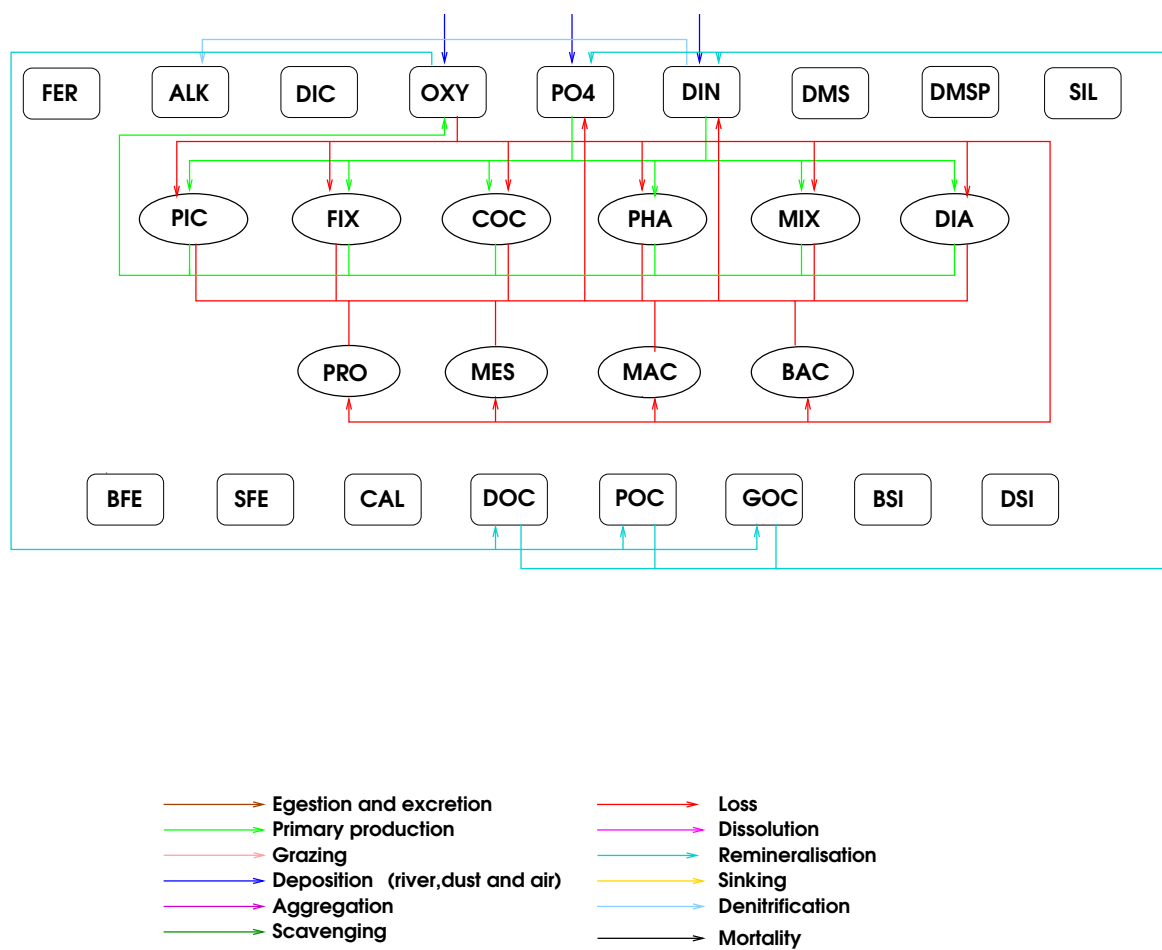 FER ALK DIC OXY PO4 DIN DMS DMSP SIL
PIC FIX COC PHA MIX DIA
PRO MES MAC BAC
BFE SFE CAL DOC POC GOC BSI DSI
Egestion and excretion
Primary production
Grazing
Deposition (river,dust and air)
Aggregation
Scavenging
Loss
Dissolution
Remineralisation
Sinking
Denitrification
Mortality